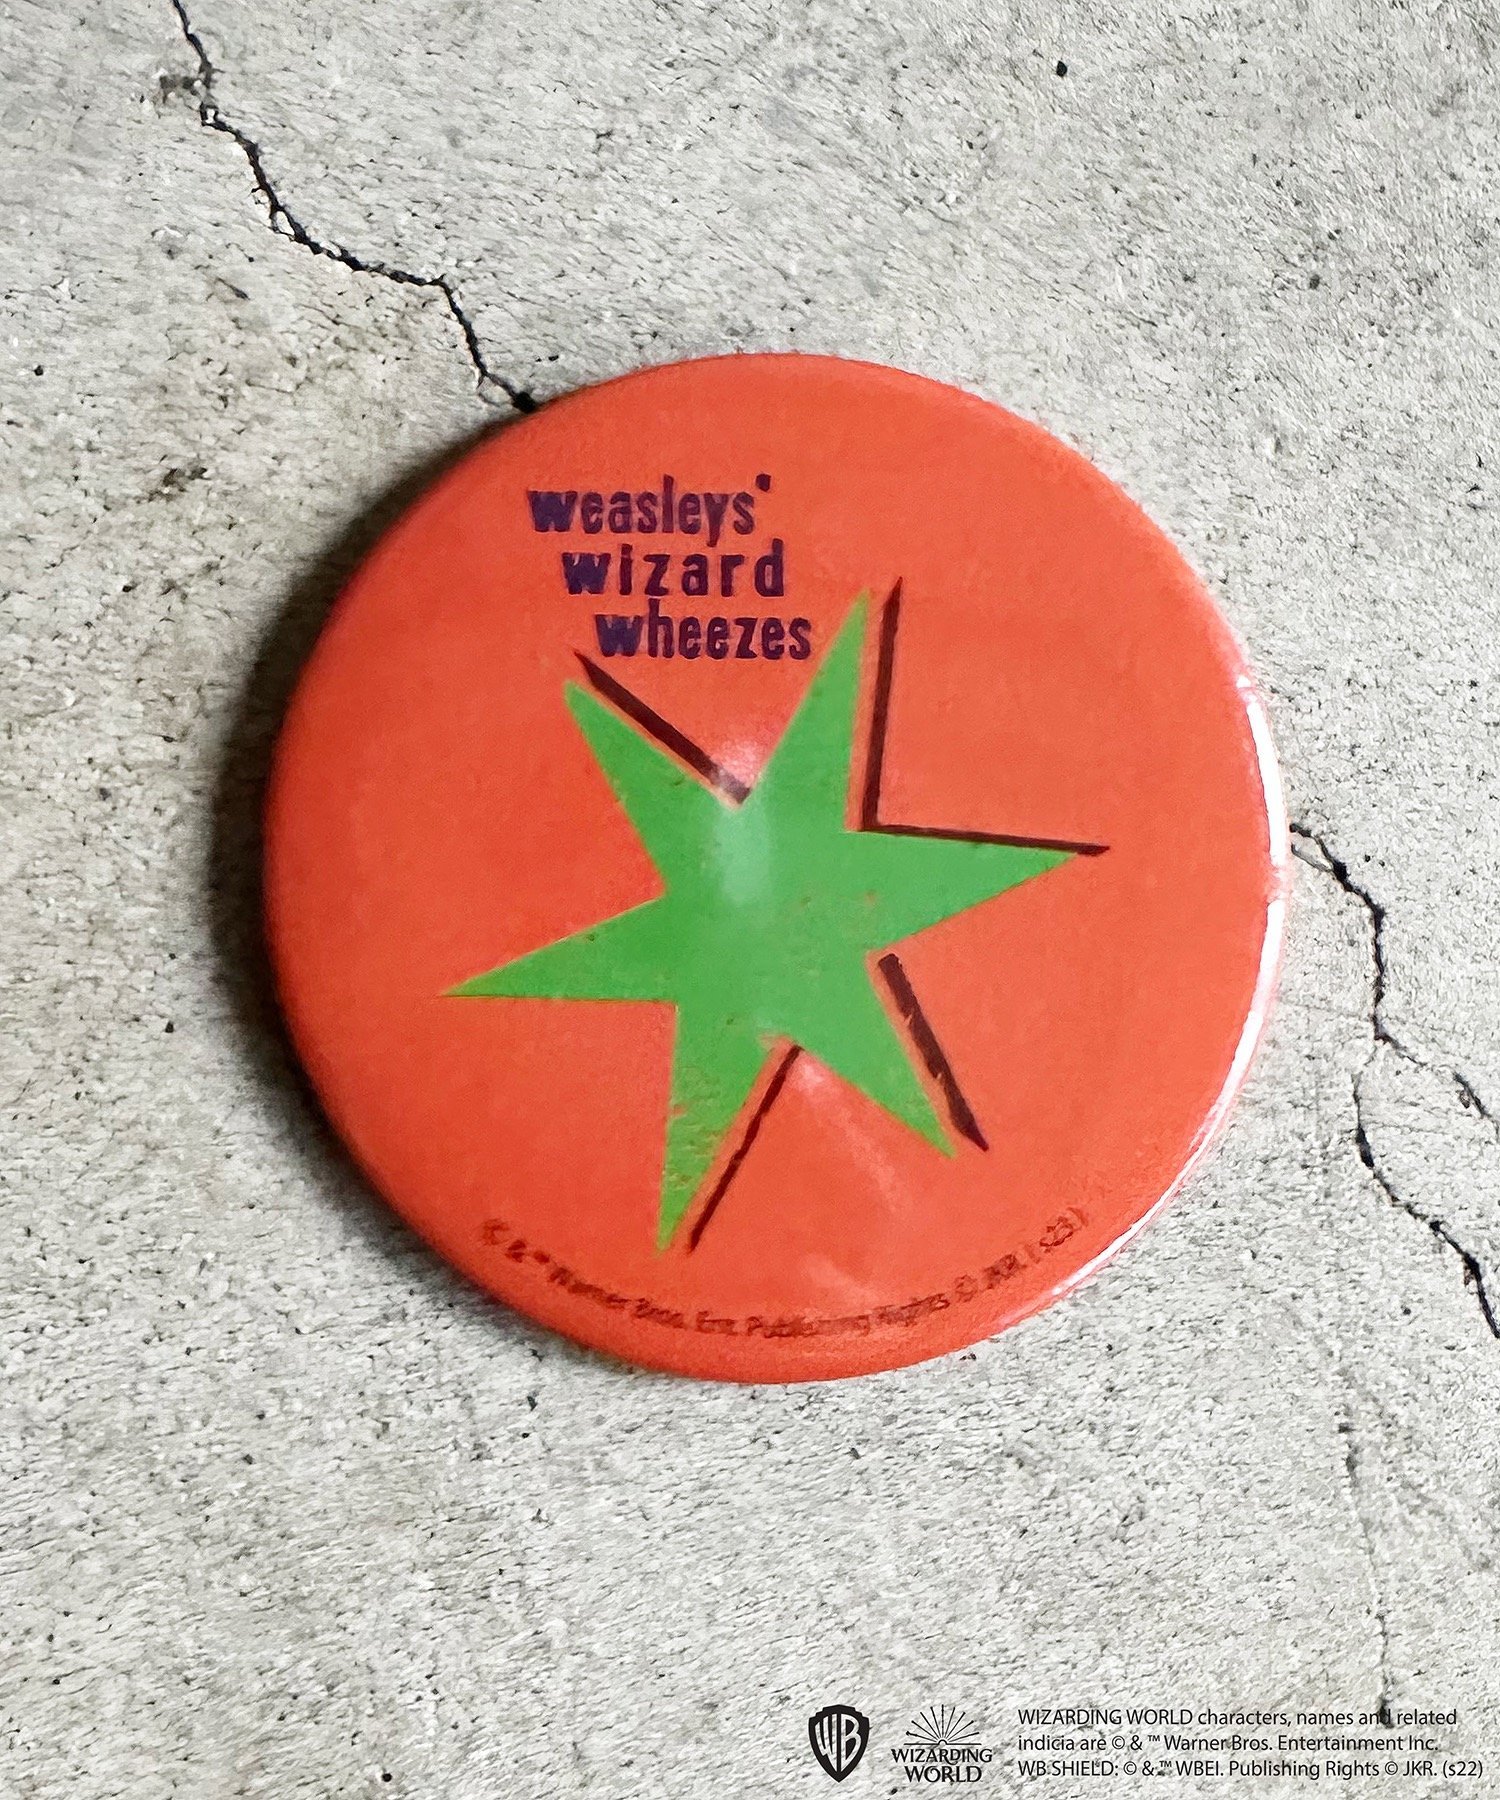 weasleys'
wizard
wheezes
© & ™ Warner Bros. Ent. Publishing Rights © JKR. (s23)
WB
WIZARDING
WORLD
WIZARDING WORLD characters, names and related
indicia are © & ™ Warner Bros. Entertainment Inc.
WB SHIELD: © & ™ WBEI. Publishing Rights © JKR. (s22)